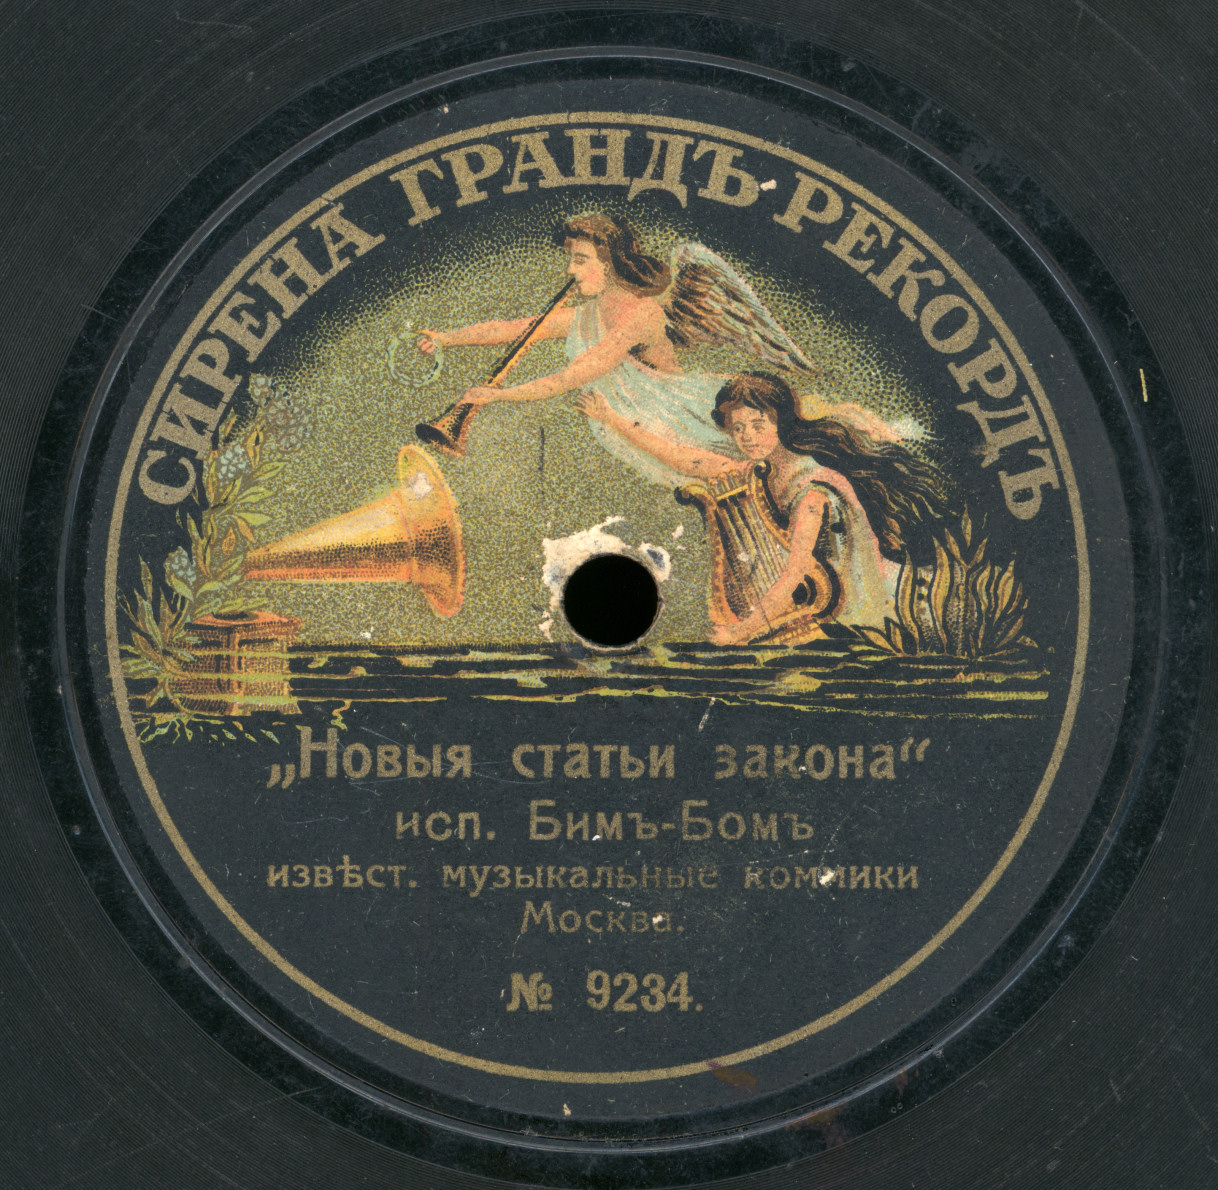 СИРЕНА ГРАНДЪ РЕКОРДЪ
„Новыя статьи закона“
исп. Бимъ-Бомъ
извѣст. музыкальные комики
Москва.
№ 9234.